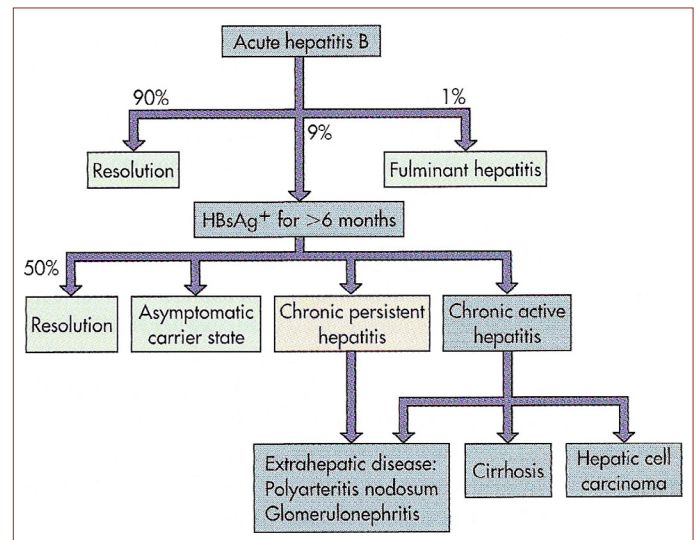 Acute hepatitis B
90%
1%
9%
Resolution
Fulminant hepatitis
HBsAg⁺ for >6 months
50%
Resolution
Asymptomatic
carrier state
Chronic persistent
hepatitis
Chronic active
hepatitis
Extrahepatic disease:
Polyarteritis nodosum
Glomerulonephritis
Cirrhosis
Hepatic cell
carcinoma